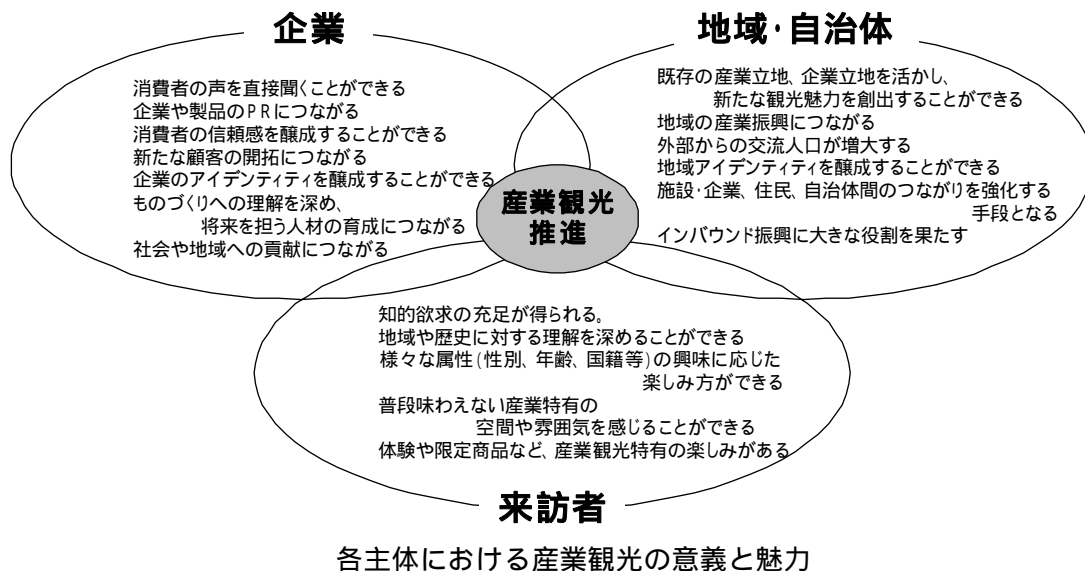 企業
消費者の声を直接聞くことができる
企業や製品のPRにつながる
消費者の信頼感を醸成することができる
新たな顧客の開拓につながる
企業のアイデンティティを醸成することができる
ものづくりへの理解を深め、
将来を担う人材の育成につながる
社会や地域への貢献につながる
地域・自治体
既存の産業立地、企業立地を活かし、
新たな観光魅力を創出することができる
地域の産業振興につながる
外部からの交流人口が増大する
地域アイデンティティを醸成することができる
施設・企業、住民、自治体間のつながりを強化する
手段となる
インバウンド振興に大きな役割を果たす
産業観光
推進
知的欲求の充足が得られる。
地域や歴史に対する理解を深めることができる
様々な属性(性別、年齢、国籍等)の興味に応じた
楽しみ方ができる
普段味わえない産業特有の
空間や雰囲気を感じることができる
体験や限定商品など、産業観光特有の楽しみがある
来訪者
各主体における産業観光の意義と魅力